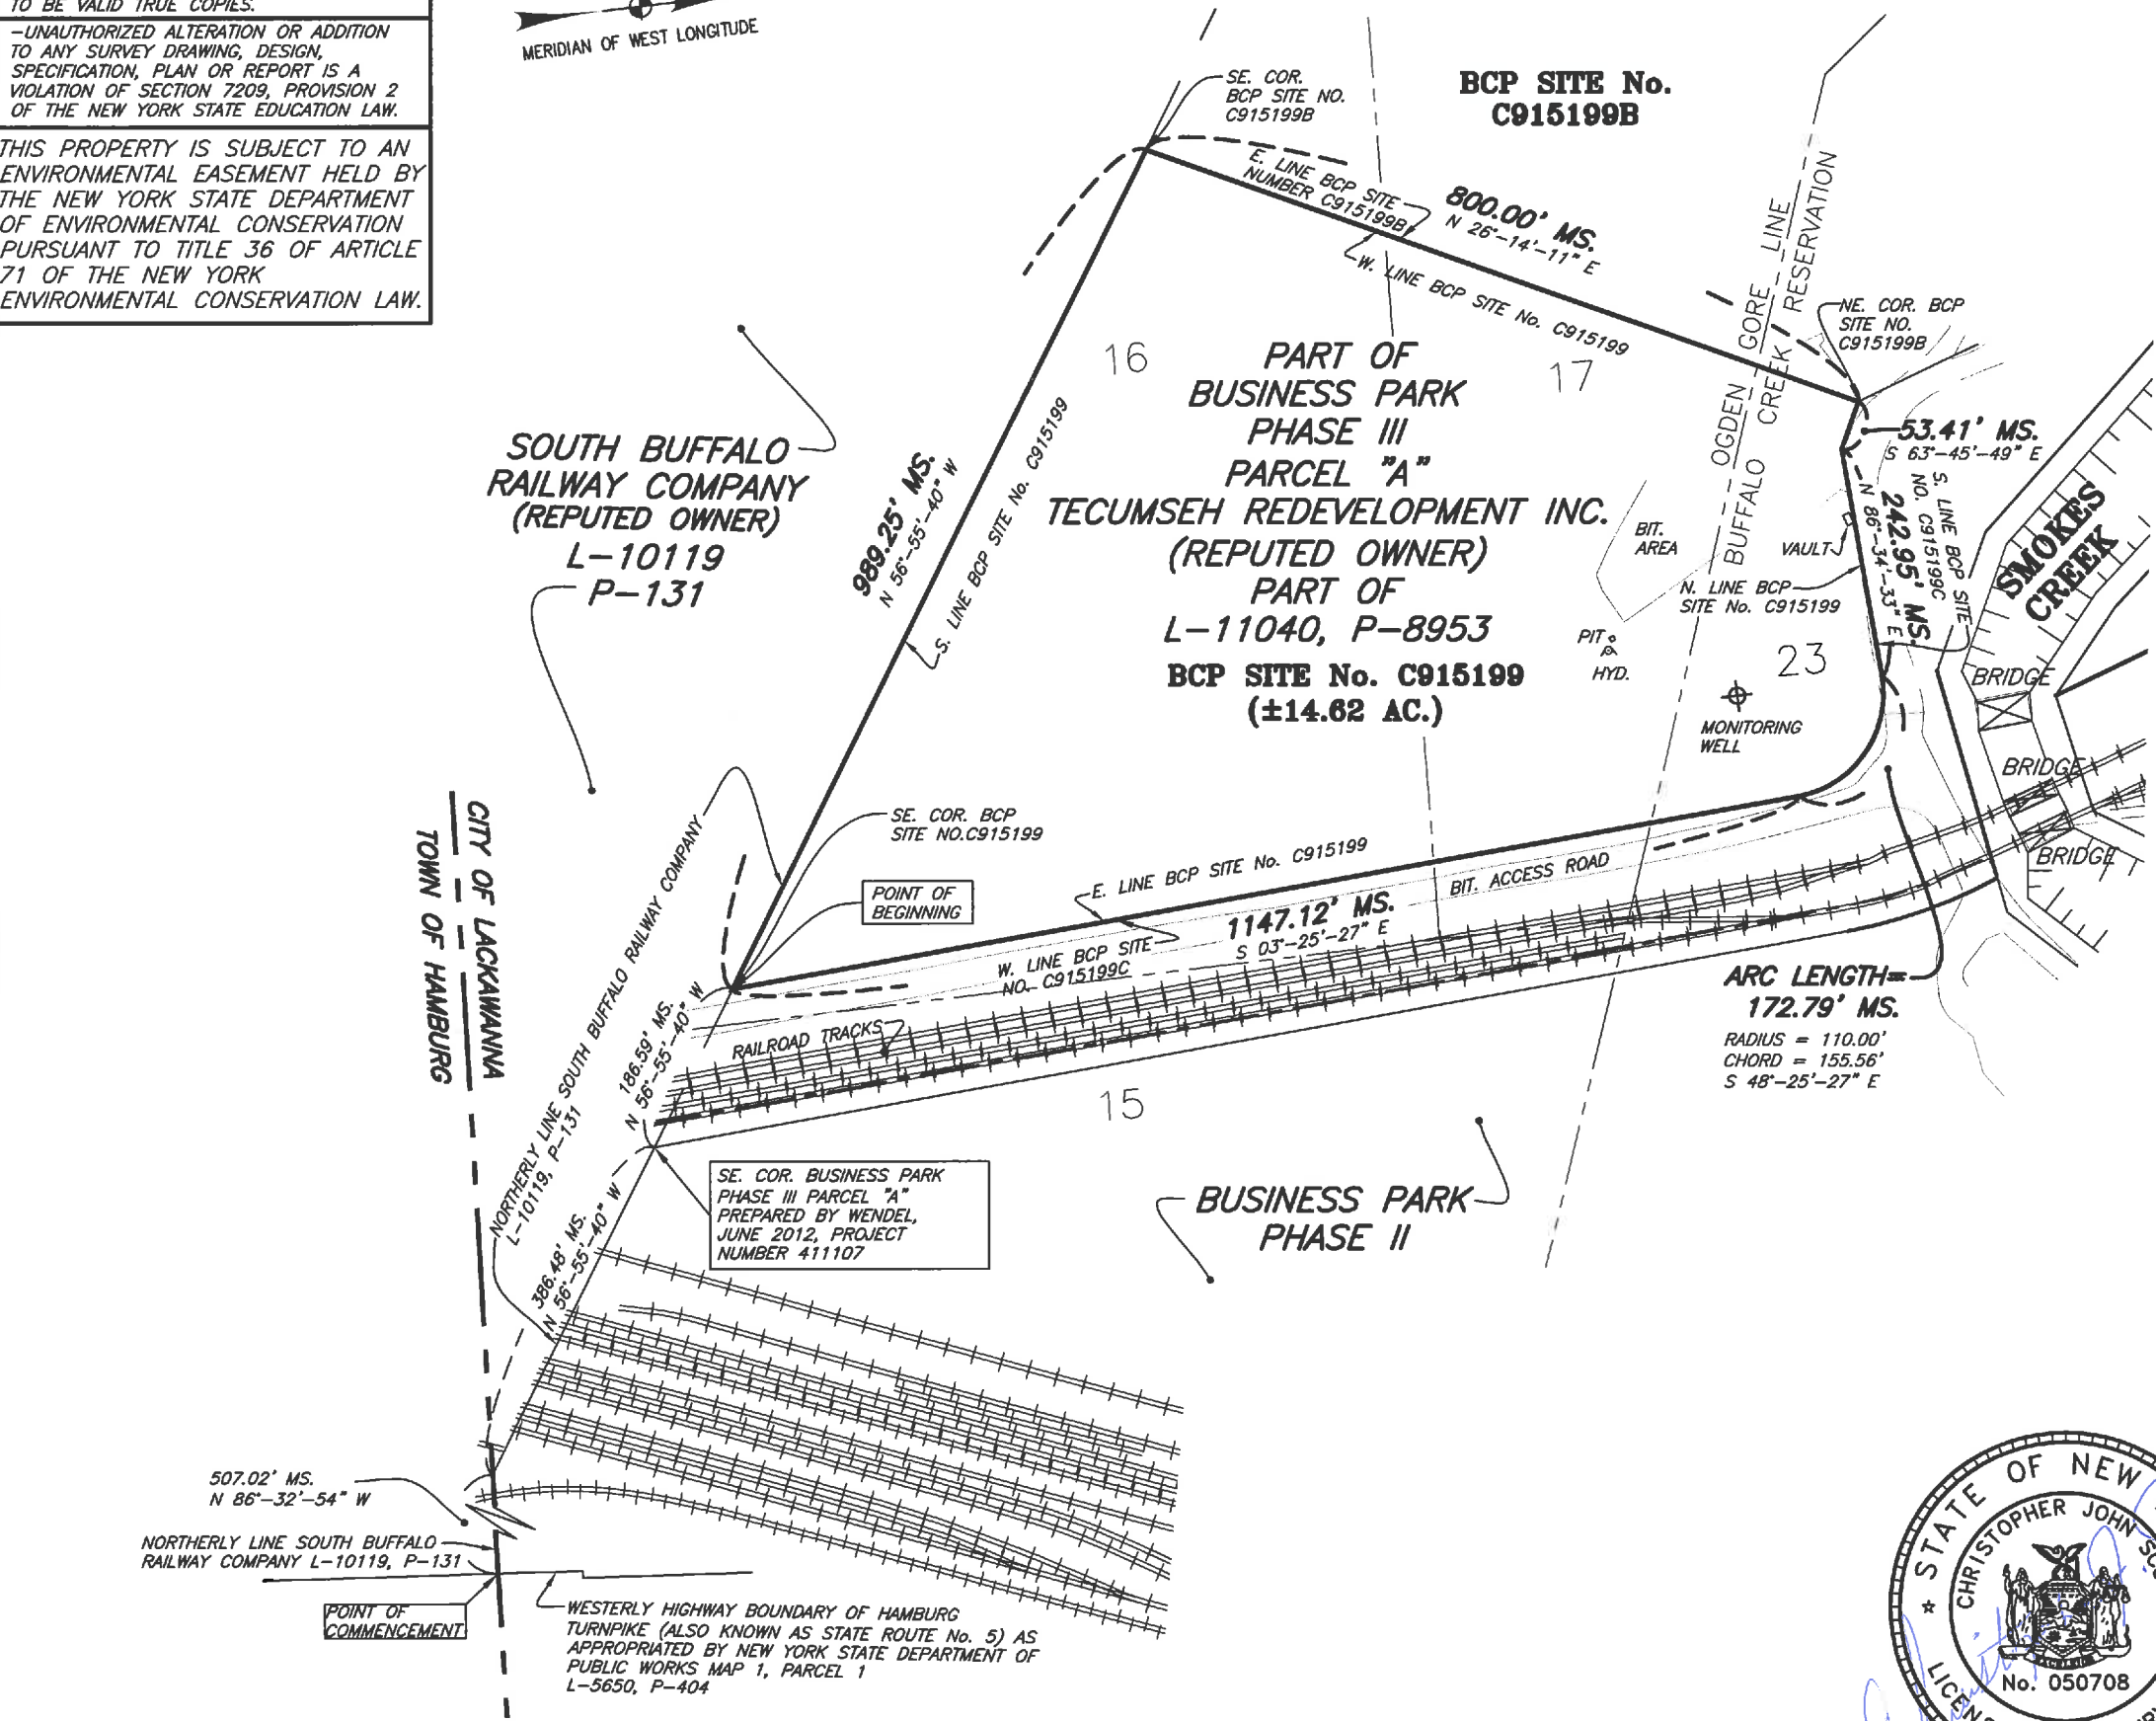 TO BE VALID TRUE COPIES.
-UNAUTHORIZED ALTERATION OR ADDITION
TO ANY SURVEY DRAWING, DESIGN,
SPECIFICATION, PLAN OR REPORT IS A
VIOLATION OF SECTION 7209, PROVISION 2
OF THE NEW YORK STATE EDUCATION LAW.
THIS PROPERTY IS SUBJECT TO AN
ENVIRONMENTAL EASEMENT HELD BY
THE NEW YORK STATE DEPARTMENT
OF ENVIRONMENTAL CONSERVATION
PURSUANT TO TITLE 36 OF ARTICLE
71 OF THE NEW YORK
ENVIRONMENTAL CONSERVATION LAW.
MERIDIAN OF WEST LONGITUDE
SE. COR.
BCP SITE NO.
C915199B
BCP SITE No.
C915199B
E. LINE BCP SITE
NUMBER C915199B
800.00' MS.
N 26°-14'-11" E
W. LINE BCP SITE No. C915199
OGDEN GORE LINE
BUFFALO CREEK RESERVATION
NE. COR. BCP
SITE NO.
C915199B
53.41' MS.
S 63°-45'-49" E
S. LINE BCP SITE
NO. C915199C
242.95' MS.
N 86°-34'-33" E
SMOKES
CREEK
16
17
PART OF
BUSINESS PARK
PHASE III
PARCEL "A"
TECUMSEH REDEVELOPMENT INC.
(REPUTED OWNER)
PART OF
L-11040, P-8953
BCP SITE No. C915199
(±14.62 AC.)
BIT.
AREA
VAULT
N. LINE BCP
SITE No. C915199
PIT
HYD.
23
MONITORING
WELL
BRIDGE
BRIDGE
BRIDGE
SOUTH BUFFALO
RAILWAY COMPANY
(REPUTED OWNER)
L-10119
P-131
989.25' MS.
N 56°-55'-40" W
S. LINE BCP SITE No. C915199
CITY OF LACKAWANNA
TOWN OF HAMBURG
SE. COR. BCP
SITE NO.C915199
POINT OF
BEGINNING
E. LINE BCP SITE No. C915199
1147.12' MS.
S 03°-25'-27" E
W. LINE BCP SITE
NO. C915199C
BIT. ACCESS ROAD
RAILROAD TRACKS
ARC LENGTH=
172.79' MS.
RADIUS = 110.00'
CHORD = 155.56'
S 48°-25'-27" E
NORTHERLY LINE SOUTH BUFFALO RAILWAY COMPANY
L-10119, P-131
186.59' MS.
N 56°-55'-40" W
15
SE. COR. BUSINESS PARK
PHASE III PARCEL "A"
PREPARED BY WENDEL,
JUNE 2012, PROJECT
NUMBER 411107
BUSINESS PARK
PHASE II
386.48' MS.
N 56°-55'-40" W
507.02' MS.
N 86°-32'-54" W
NORTHERLY LINE SOUTH BUFFALO
RAILWAY COMPANY L-10119, P-131
POINT OF
COMMENCEMENT
WESTERLY HIGHWAY BOUNDARY OF HAMBURG
TURNPIKE (ALSO KNOWN AS STATE ROUTE No. 5) AS
APPROPRIATED BY NEW YORK STATE DEPARTMENT OF
PUBLIC WORKS MAP 1, PARCEL 1
L-5650, P-404
STATE OF NEW
CHRISTOPHER JOHN
No. 050708